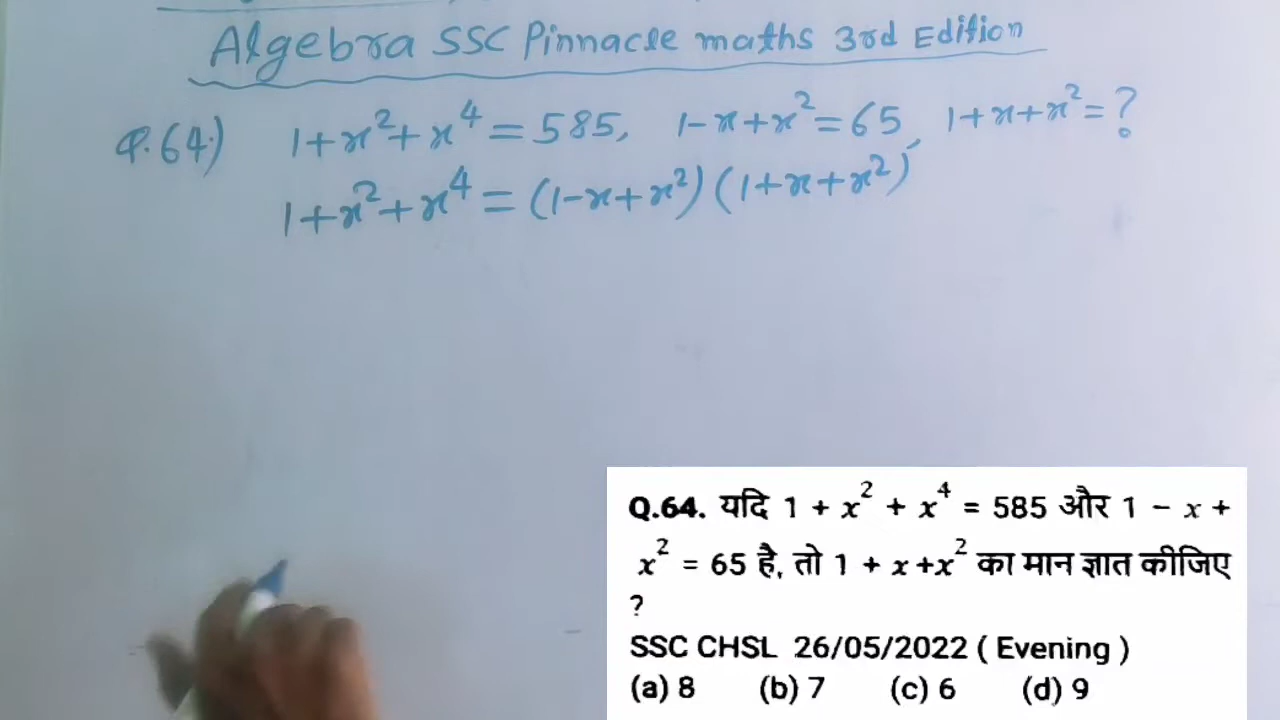 Algebra SSC Pinnacle maths 3rd Edition
Q.64.) 1+x²+x⁴=585, 1-x+x²=65, 1+x+x²=?
1+x²+x⁴=(1-x+x²)(1+x+x²)
Q.64. यदि 1 + x² + x⁴ = 585 और 1 − x +
x² = 65 है, तो 1 + x +x² का मान ज्ञात कीजिए
?
SSC CHSL 26/05/2022 ( Evening )
(a) 8 (b) 7 (c) 6 (d) 9